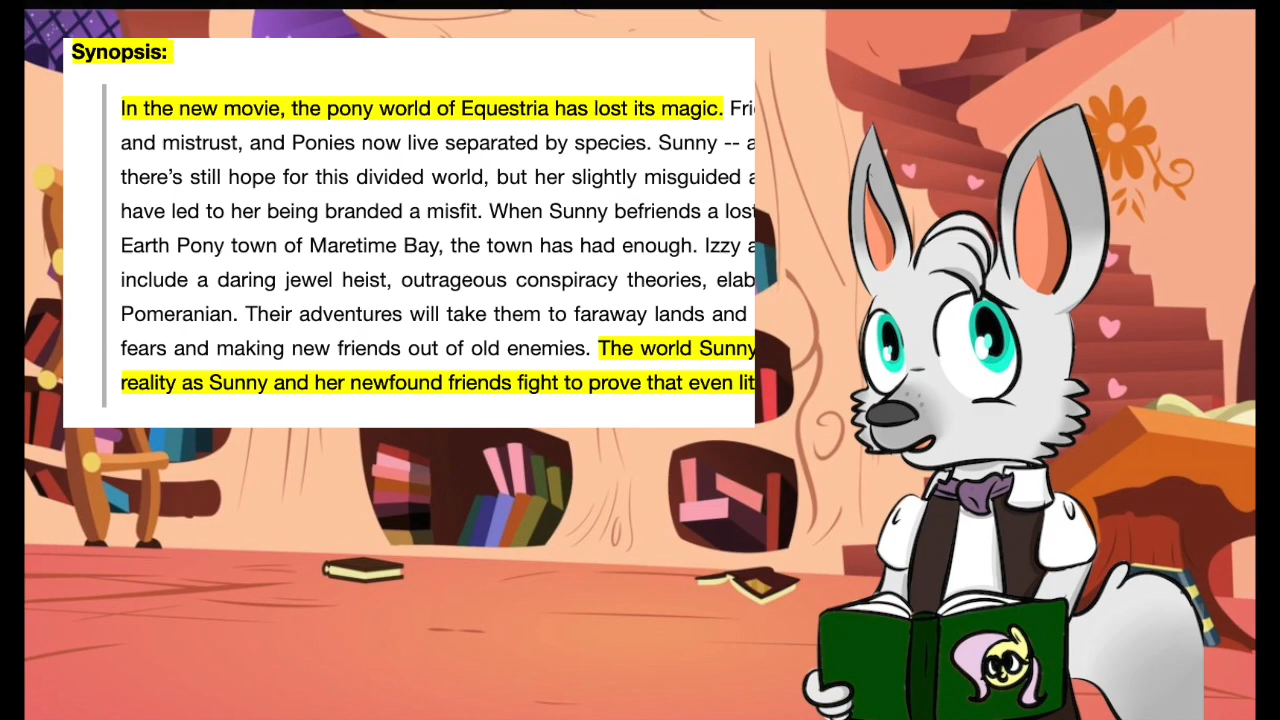 Synopsis:
In the new movie, the pony world of Equestria has lost its magic.
and mistrust, and Ponies now live separated by species. Sunny --
there's still hope for this divided world, but her slightly misguided
have led to her being branded a misfit. When Sunny befriends a
Earth Pony town of Maretime Bay, the town has had enough. Izzy
include a daring jewel heist, outrageous conspiracy theories,
Pomeranian. Their adventures will take them to faraway lands and
fears and making new friends out of old enemies. The world Sunny
reality as Sunny and her newfound friends fight to prove that even